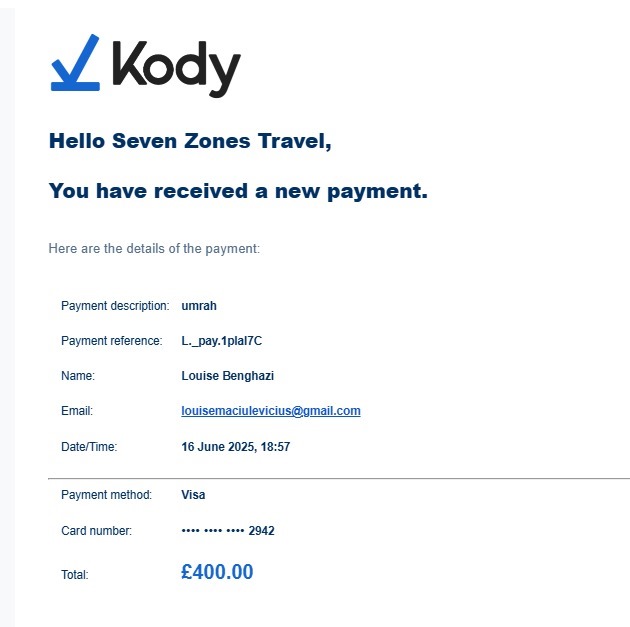 Kody
Hello Seven Zones Travel,
You have received a new payment.
Here are the details of the payment:
Payment description: umrah
Payment reference: L._pay.1plal7C
Name: Louise Benghazi
Email: louisemaciulevicius@gmail.com
Date/Time: 16 June 2025, 18:57
Payment method: Visa
Card number: •••• •••• •••• 2942
Total: £400.00